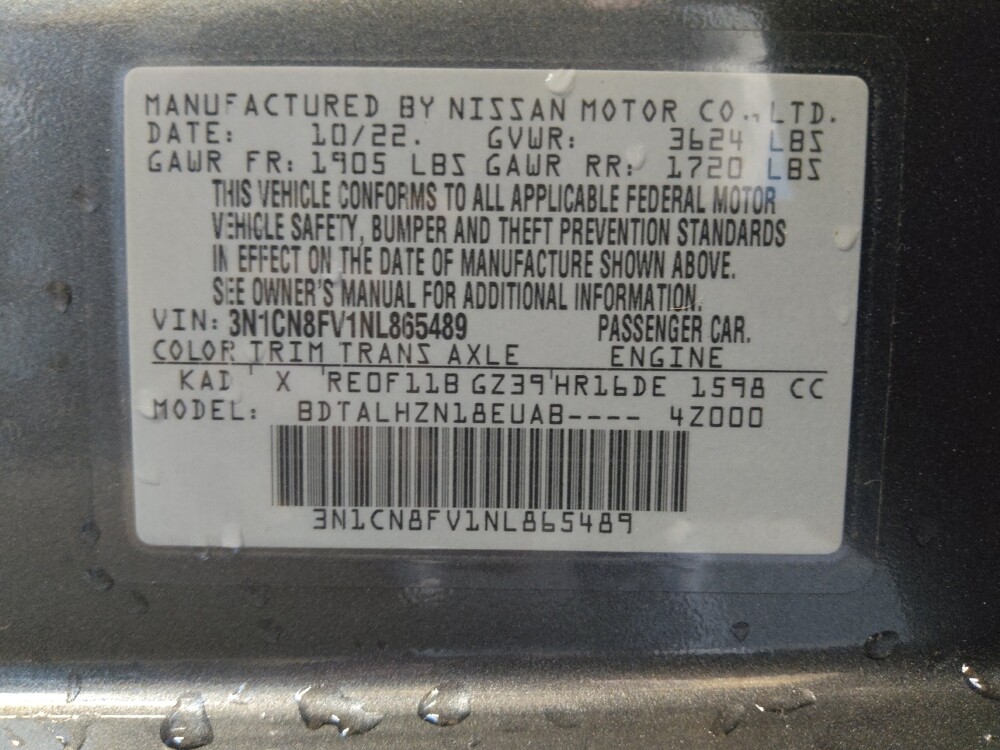 MANUFACTURED BY NISSAN MOTOR CO., LTD.
DATE: 10/22. GVWR: 3624 LBS
GAWR FR: 1905 LBS GAWR RR: 1720 LBS
THIS VEHICLE CONFORMS TO ALL APPLICABLE FEDERAL MOTOR
VEHICLE SAFETY, BUMPER AND THEFT PREVENTION STANDARDS
IN EFFECT ON THE DATE OF MANUFACTURE SHOWN ABOVE.
SEE OWNER'S MANUAL FOR ADDITIONAL INFORMATION.
VIN: 3N1CN8FV1NL865489 PASSENGER CAR.
COLOR TRIM TRANS AXLE ENGINE
KAD X RE0F11B GZ39 HR16DE 1598 CC
MODEL: BDTALHZN18EUAB---- 4Z000
3N1CN8FV1NL865489